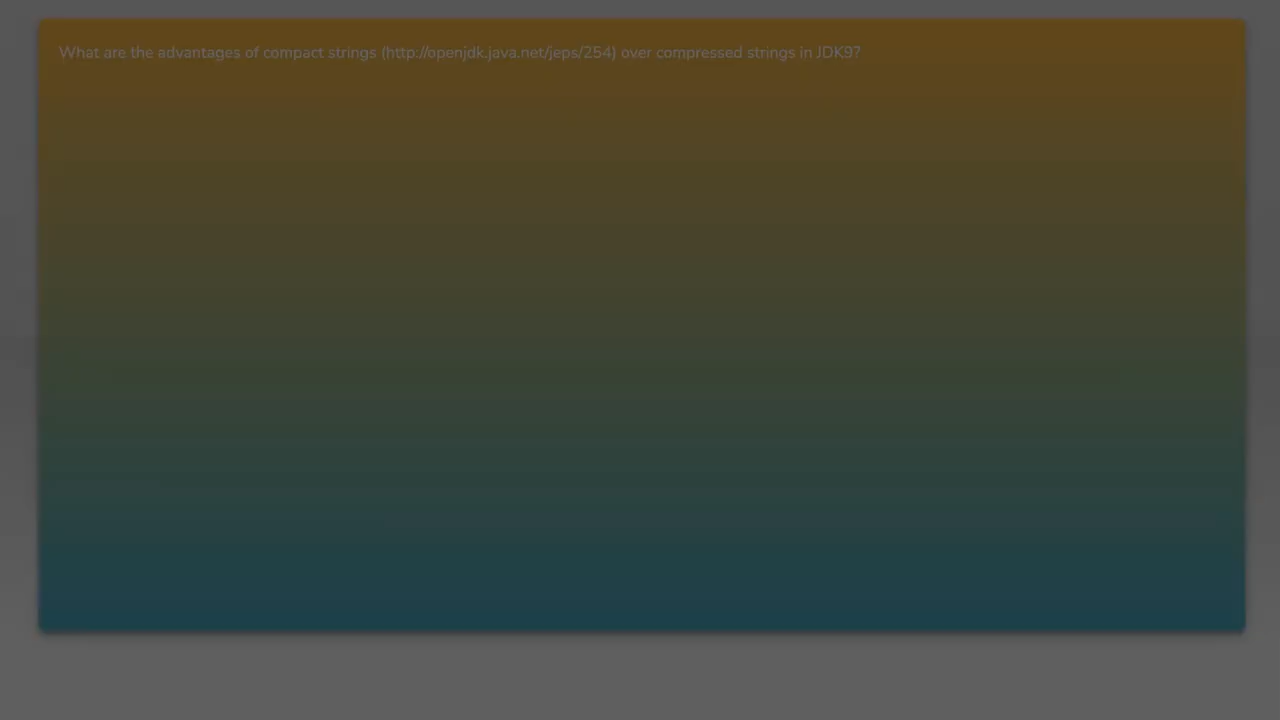 What are the advantages of compact strings (http://openjdk.java.net/jeps/254) over compressed strings in JDK9?